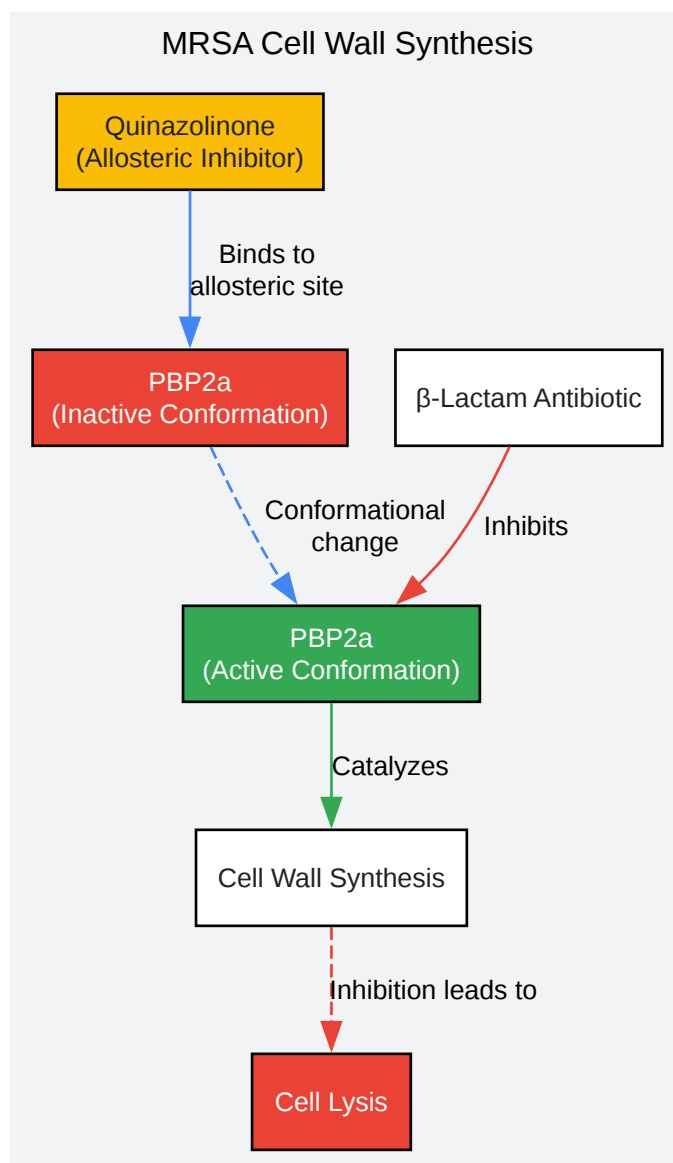 MRSA Cell Wall Synthesis
Quinazolinone
(Allosteric Inhibitor)
Binds to
allosteric site
PBP2a
(Inactive Conformation)
β-Lactam Antibiotic
Conformational
change
Inhibits
PBP2a
(Active Conformation)
Catalyzes
Cell Wall Synthesis
Inhibition leads to
Cell Lysis